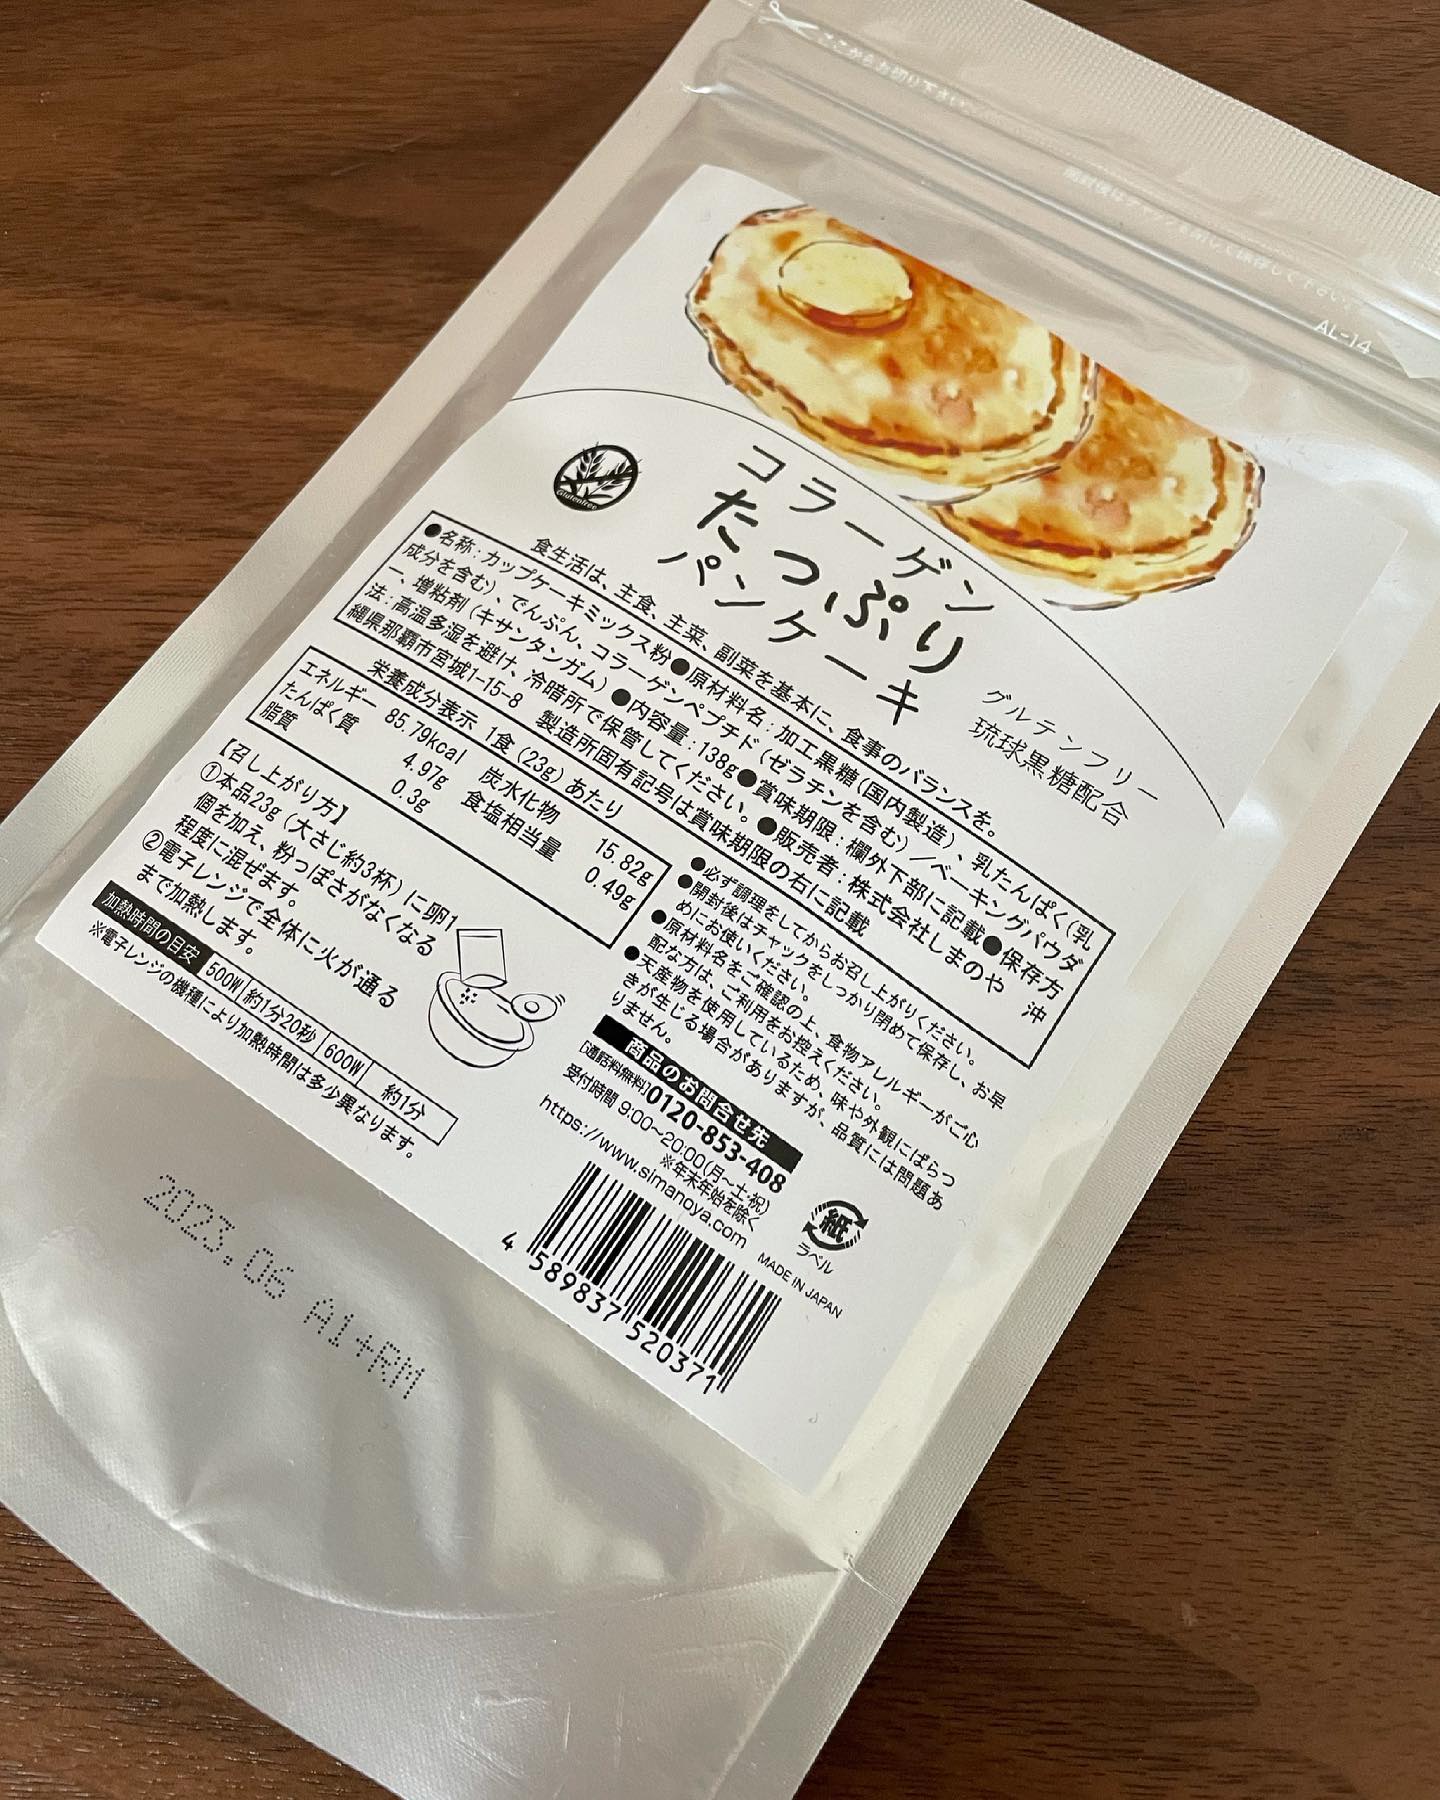 ここからお切り下さい
AL-14
コラーゲン
たっぷり
パンケーキ
グルテンフリー
琉球黒糖配合
Glutenfree
食生活は、主食、主菜、副菜を基本に、食事のバランスを。
●名称：カップケーキミックス粉●原材料名：加工黒糖（国内製造）、乳たんぱく（乳
成分を含む）、でんぷん、コラーゲンペプチド（ゼラチンを含む）／ベーキングパウダ
ー、増粘剤（キサンタンガム）●内容量：138g●賞味期限：欄外下部に記載●保存方
法：高温多湿を避け、冷暗所で保管してください。●販売者：株式会社しまのや 沖
縄県那覇市宮城1-15-8 製造所固有記号は賞味期限の右に記載
栄養成分表示 1食（23g）あたり
エネルギー 85.79kcal 炭水化物 15.82g
たんぱく質 4.97g 食塩相当量 0.49g
脂質 0.3g
【召し上がり方】
①本品23g（大さじ約3杯）に卵1
個を加え、粉っぽさがなくなる
程度に混ぜます。
②電子レンジで全体に火が通る
まで加熱します。
加熱時間の目安 500W 約1分20秒 600W 約1分
※電子レンジの機種により加熱時間は多少異なります。
●必ず調理をしてからお召し上がりください。
●開封後はチャックをしっかり閉めて保存し、お早
めにお使いください。
●原材料名をご確認の上、食物アレルギーがご心
配な方は、ご利用をお控えください。
●天産物を使用しているため、味や外観にばらつ
きが生じる場合がありますが、品質には問題あ
りません。
商品のお問合せ先
[通話料無料]0120-853-408
受付時間 9:00～20:00(月～土・祝)
※年末年始を除く
https://www.simanoya.com
紙
ラベル
MADE IN JAPAN
4 589837 520371
2023.06 A1+RM